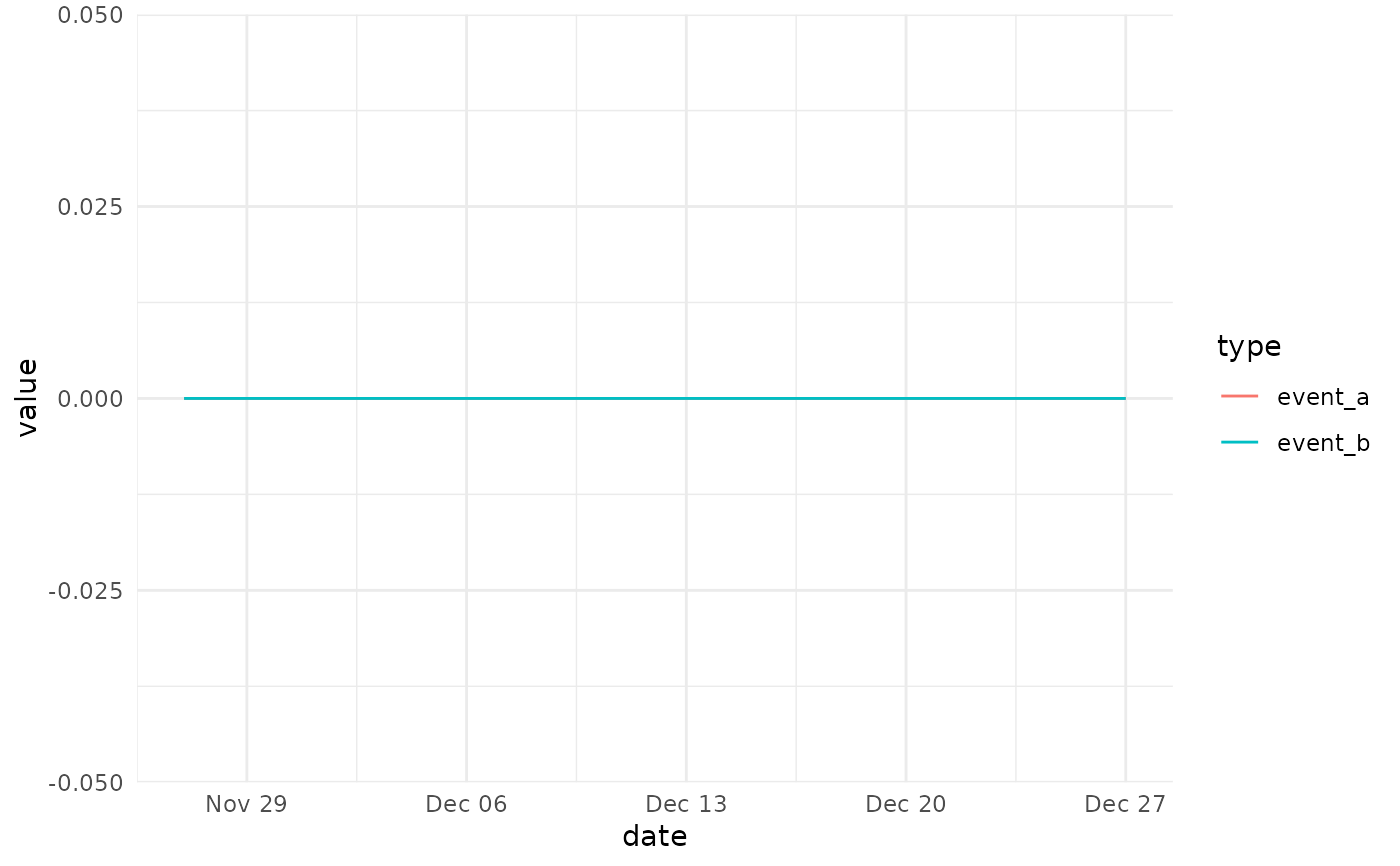 0.050
0.025
0.000
-0.025
-0.050
value
Nov 29
Dec 06
Dec 13
Dec 20
Dec 27
date
type
event_a
event_b